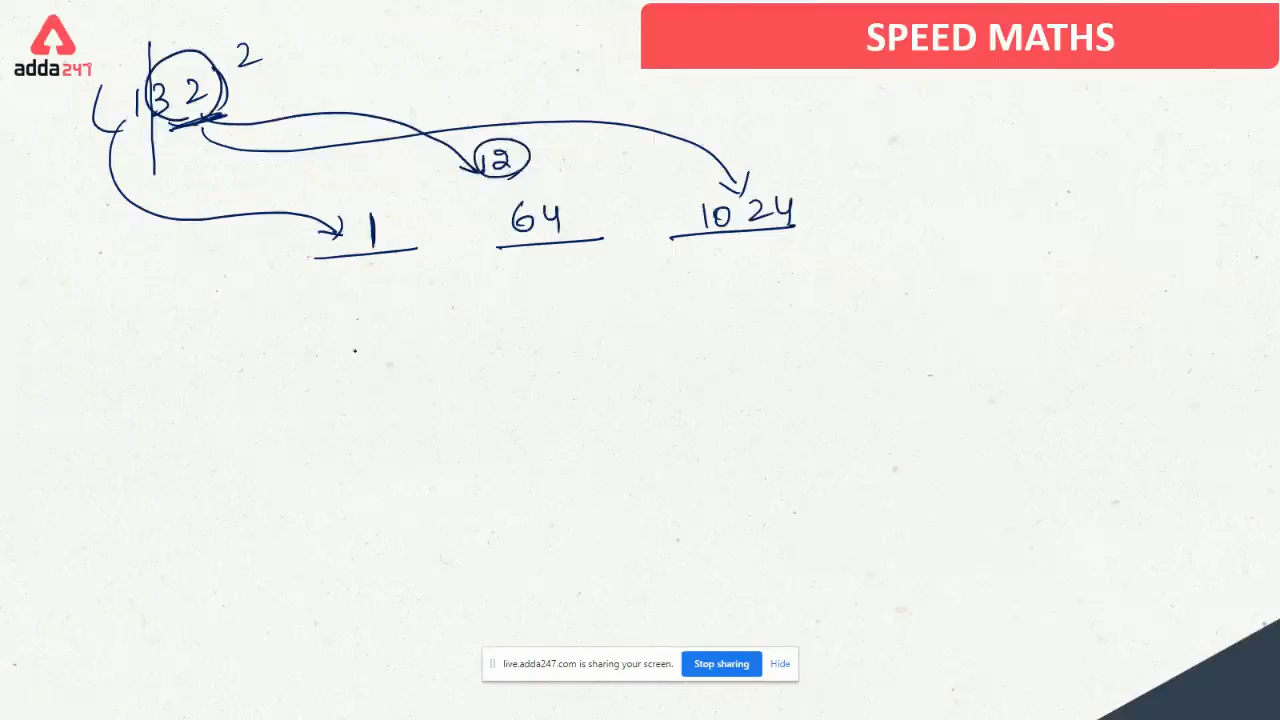 SPEED MATHS
adda247
132 2
12
1 64 1024
live.adda247.com is sharing your screen. Stop sharing Hide